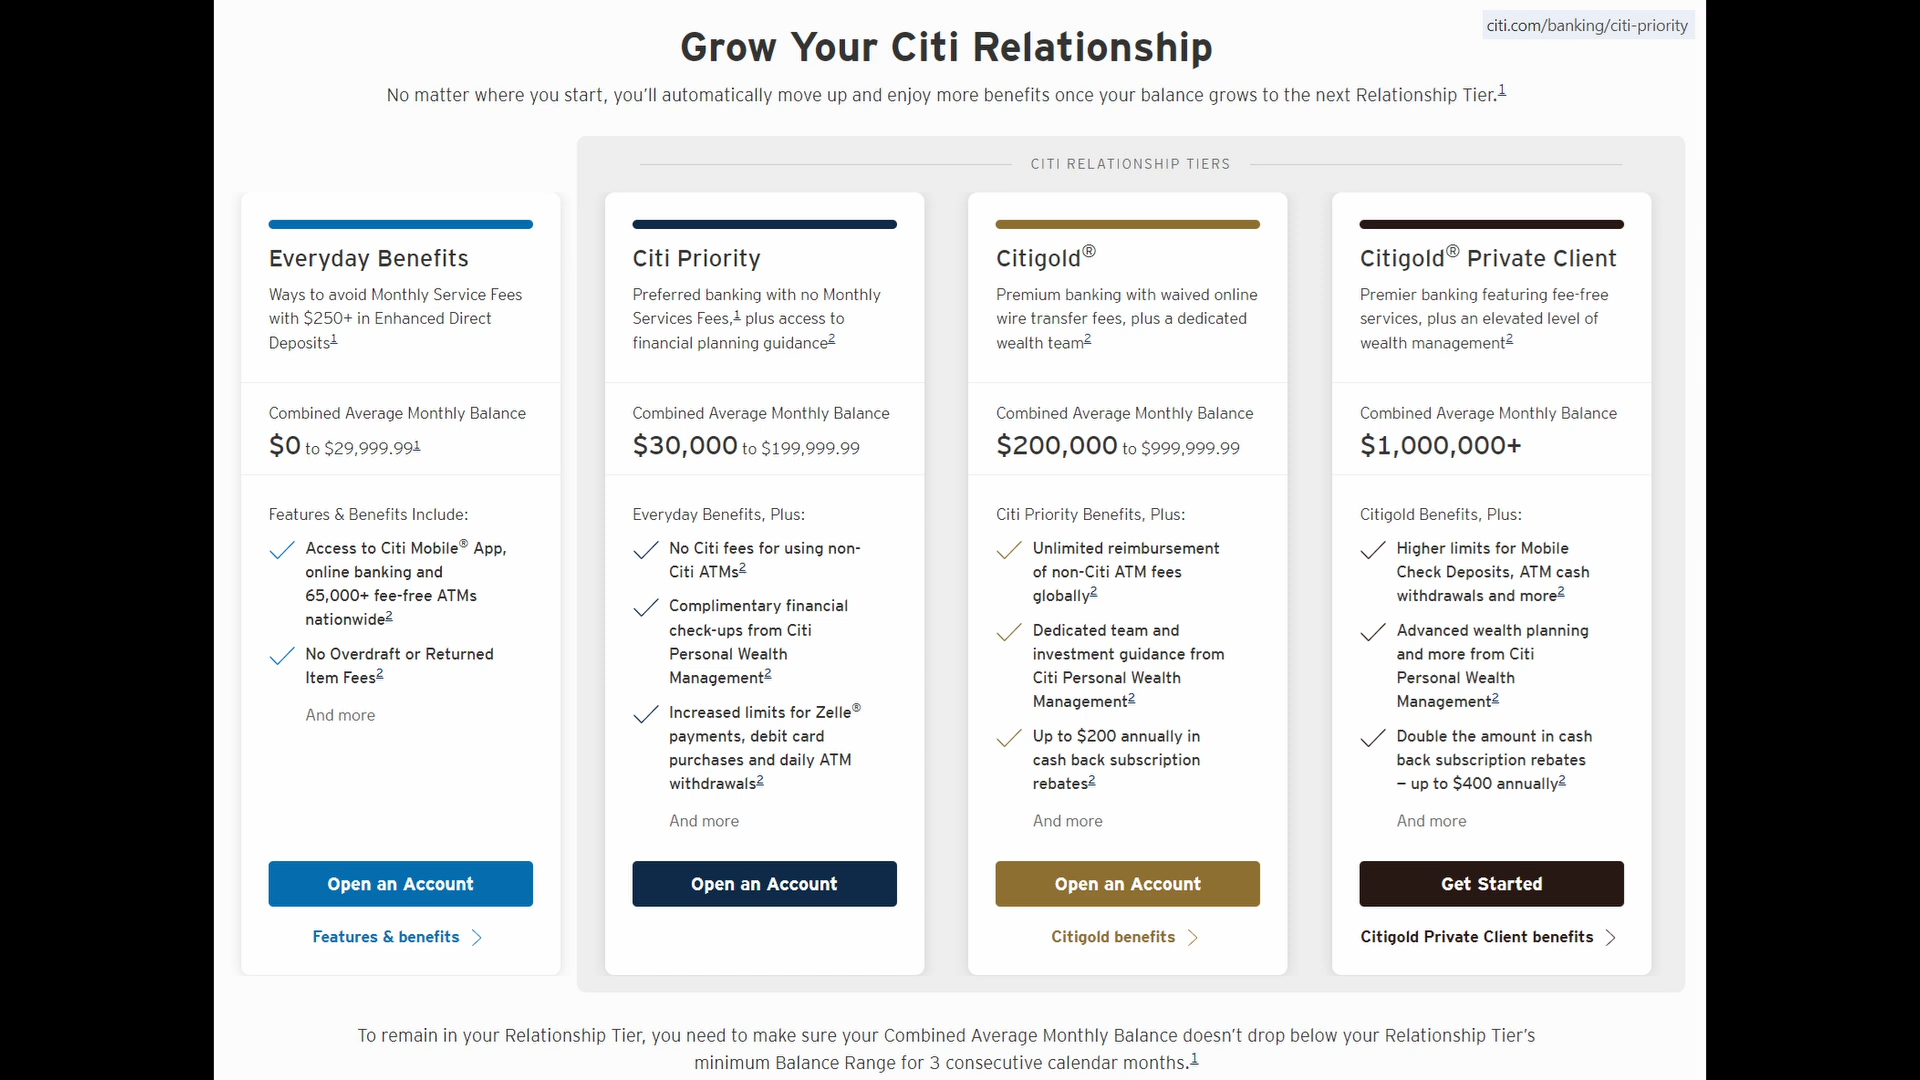 citi.com/banking/citi-priority
Grow Your Citi Relationship
No matter where you start, you'll automatically move up and enjoy more benefits once your balance grows to the next Relationship Tier.1
CITI RELATIONSHIP TIERS
Everyday Benefits
Ways to avoid Monthly Service Fees
with $250+ in Enhanced Direct
Deposits1
Combined Average Monthly Balance
$0 to $29,999.991
Features & Benefits Include:
Access to Citi Mobile® App,
online banking and
65,000+ fee-free ATMs
nationwide2
No Overdraft or Returned
Item Fees2
And more
Open an Account
Features & benefits
Citi Priority
Preferred banking with no Monthly
Services Fees,1 plus access to
financial planning guidance2
Combined Average Monthly Balance
$30,000 to $199,999.99
Everyday Benefits, Plus:
No Citi fees for using non-
Citi ATMs2
Complimentary financial
check-ups from Citi
Personal Wealth
Management2
Increased limits for Zelle®
payments, debit card
purchases and daily ATM
withdrawals2
And more
Open an Account
Citigold®
Premium banking with waived online
wire transfer fees, plus a dedicated
wealth team2
Combined Average Monthly Balance
$200,000 to $999,999.99
Citi Priority Benefits, Plus:
Unlimited reimbursement
of non-Citi ATM fees
globally2
Dedicated team and
investment guidance from
Citi Personal Wealth
Management2
Up to $200 annually in
cash back subscription
rebates2
And more
Open an Account
Citigold benefits
Citigold® Private Client
Premier banking featuring fee-free
services, plus an elevated level of
wealth management2
Combined Average Monthly Balance
$1,000,000+
Citigold Benefits, Plus:
Higher limits for Mobile
Check Deposits, ATM cash
withdrawals and more2
Advanced wealth planning
and more from Citi
Personal Wealth
Management2
Double the amount in cash
back subscription rebates
– up to $400 annually2
And more
Get Started
Citigold Private Client benefits
To remain in your Relationship Tier, you need to make sure your Combined Average Monthly Balance doesn't drop below your Relationship Tier's
minimum Balance Range for 3 consecutive calendar months.1